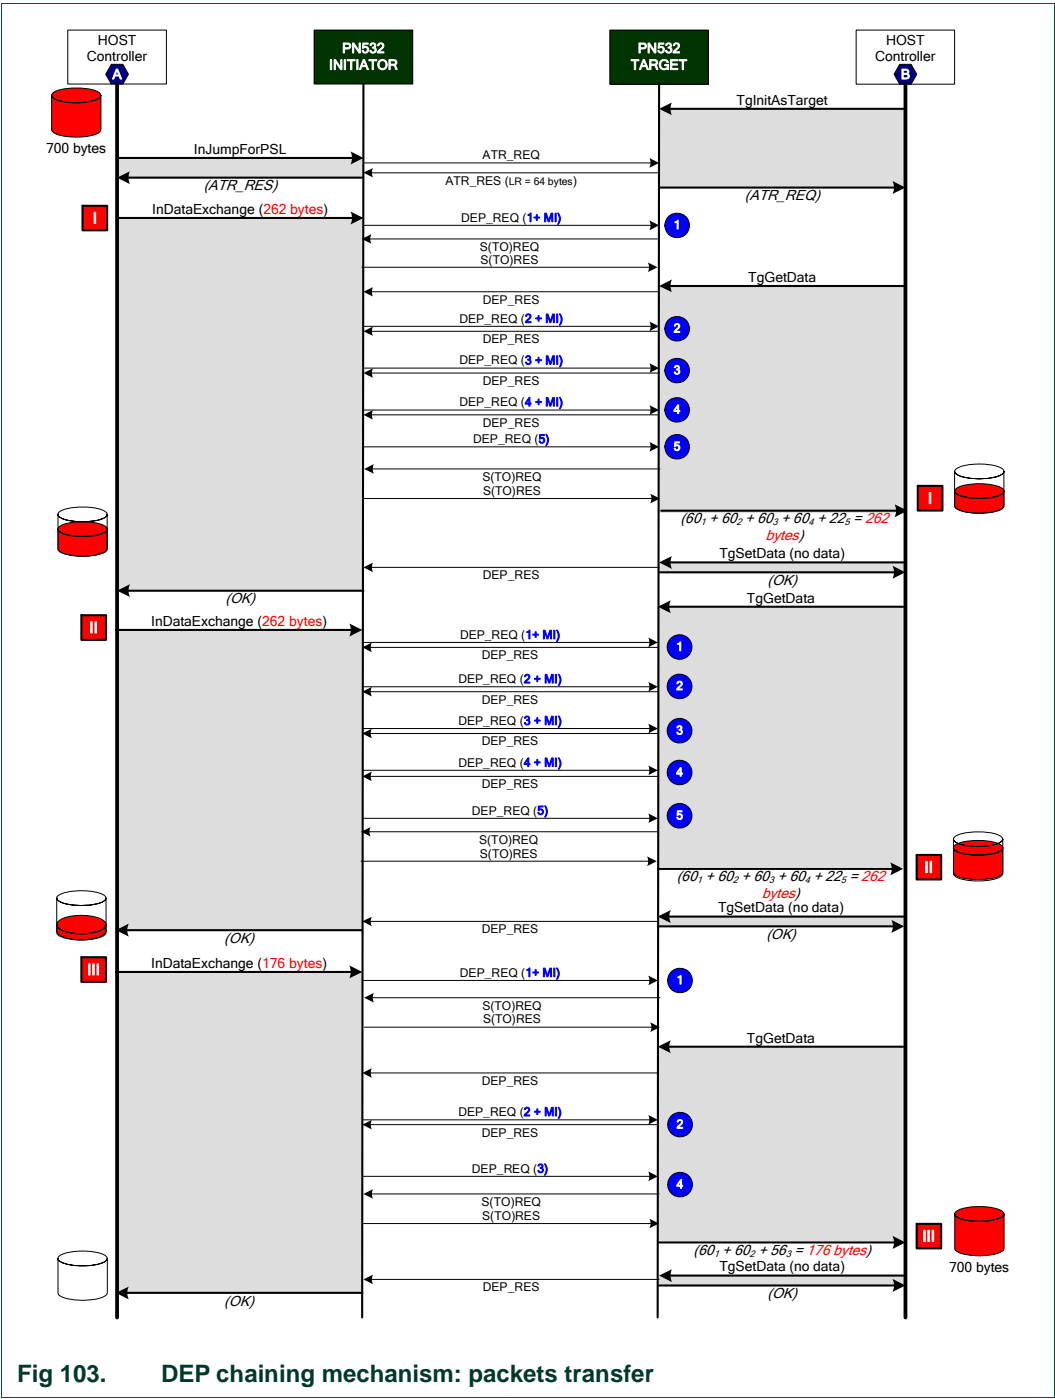 HOST
Controller
A
PN532
INITIATOR
PN532
TARGET
HOST
Controller
B
TgInitAsTarget
700 bytes
InJumpForPSL
ATR_REQ
(ATR_RES)
ATR_RES (LR = 64 bytes)
(ATR_REQ)
I
InDataExchange (262 bytes)
DEP_REQ (1+ MI)
1
S(TO)REQ
S(TO)RES
TgGetData
DEP_RES
DEP_REQ (2 + MI)
2
DEP_RES
DEP_REQ (3 + MI)
3
DEP_RES
DEP_REQ (4 + MI)
4
DEP_RES
DEP_REQ (5)
5
S(TO)REQ
S(TO)RES
I
(60₁ + 60₂ + 60₃ + 60₄ + 22₅ = 262
bytes)
TgSetData (no data)
DEP_RES
(OK)
(OK)
TgGetData
II
InDataExchange (262 bytes)
DEP_REQ (1+ MI)
1
DEP_RES
DEP_REQ (2 + MI)
2
DEP_RES
DEP_REQ (3 + MI)
3
DEP_RES
DEP_REQ (4 + MI)
4
DEP_RES
DEP_REQ (5)
5
S(TO)REQ
S(TO)RES
II
(60₁ + 60₂ + 60₃ + 60₄ + 22₅ = 262
bytes)
TgSetData (no data)
DEP_RES
(OK)
(OK)
III
InDataExchange (176 bytes)
DEP_REQ (1+ MI)
1
S(TO)REQ
S(TO)RES
TgGetData
DEP_RES
DEP_REQ (2 + MI)
2
DEP_RES
DEP_REQ (3)
4
S(TO)REQ
S(TO)RES
III
(60₁ + 60₂ + 56₃ = 176 bytes)
TgSetData (no data)
700 bytes
DEP_RES
(OK)
(OK)
Fig 103. DEP chaining mechanism: packets transfer